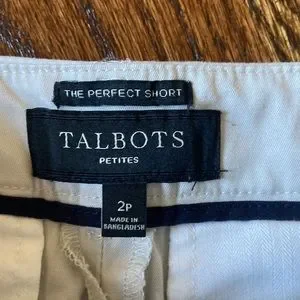 THE PERFECT SHORT
TALBOTS
PETITES
2P
MADE IN
BANGLADESH